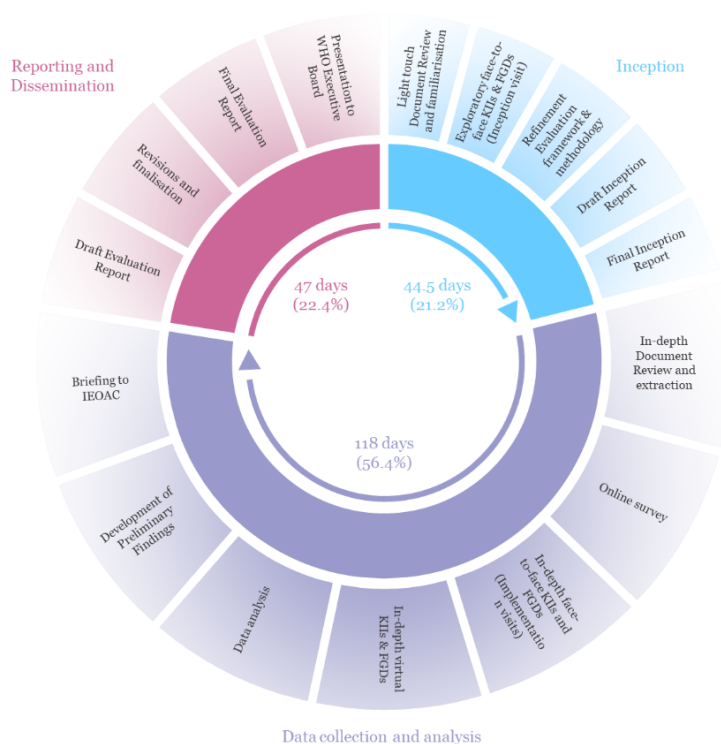 Reporting and
Dissemination
Inception
Light touch
Document Review
and familiarisation
Exploratory face-to-
face KIIs & FGDs
(Inception visit)
Refinement
Evaluation
framework &
methodology
Draft Inception
Report
Final Inception
Report
In-depth
Document
Review and
extraction
Online survey
In-depth face-
to-face KIIs and
FGDs
(Implementatio
n visits)
In-depth virtual
KIIs & FGDs
Data analysis
Development of
Preliminary
Findings
Briefing to
IEOAC
Draft Evaluation
Report
Revisions and
finalisation
Final Evaluation
Report
Presentation to
WHO Executive
Board
47 days
(22.4%)
44.5 days
(21.2%)
118 days
(56.4%)
Data collection and analysis